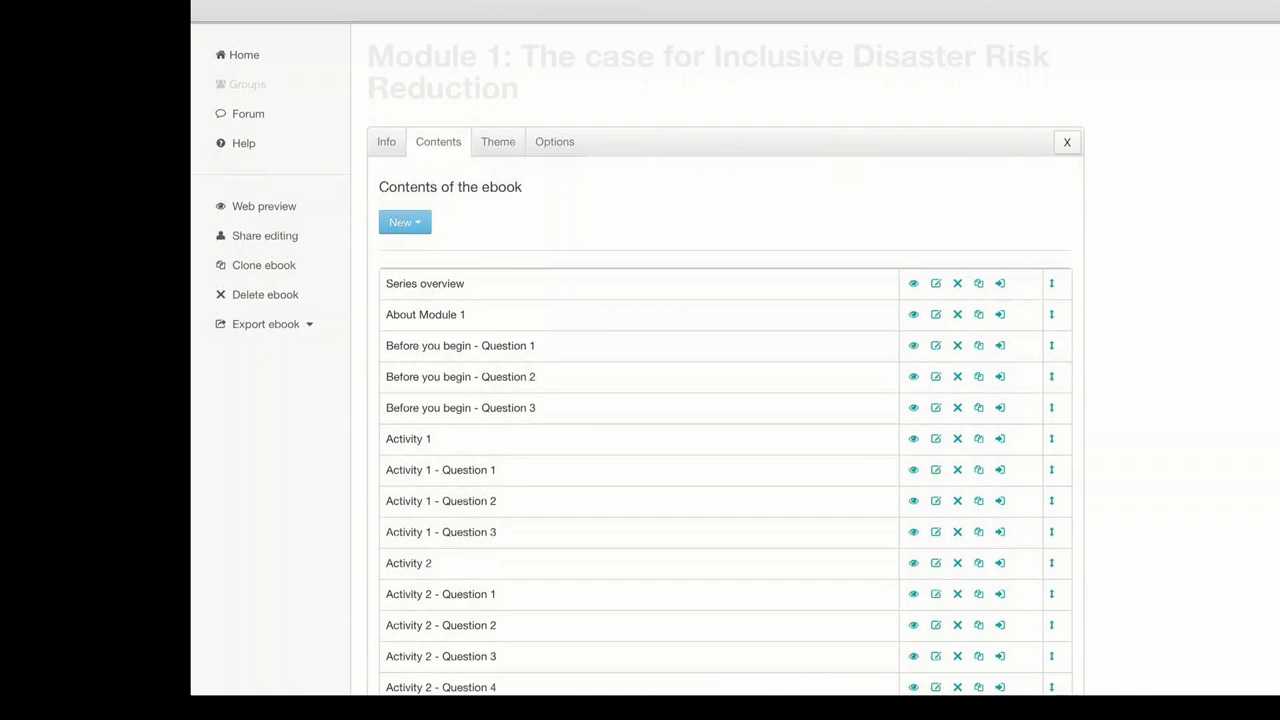 Home
Groups
Forum
Help
Web preview
Share editing
Clone ebook
Delete ebook
Export ebook
Module 1: The case for Inclusive Disaster Risk
Reduction
Info Contents Theme Options X
Contents of the ebook
New
Series overview
About Module 1
Before you begin - Question 1
Before you begin - Question 2
Before you begin - Question 3
Activity 1
Activity 1 - Question 1
Activity 1 - Question 2
Activity 1 - Question 3
Activity 2
Activity 2 - Question 1
Activity 2 - Question 2
Activity 2 - Question 3
Activity 2 - Question 4